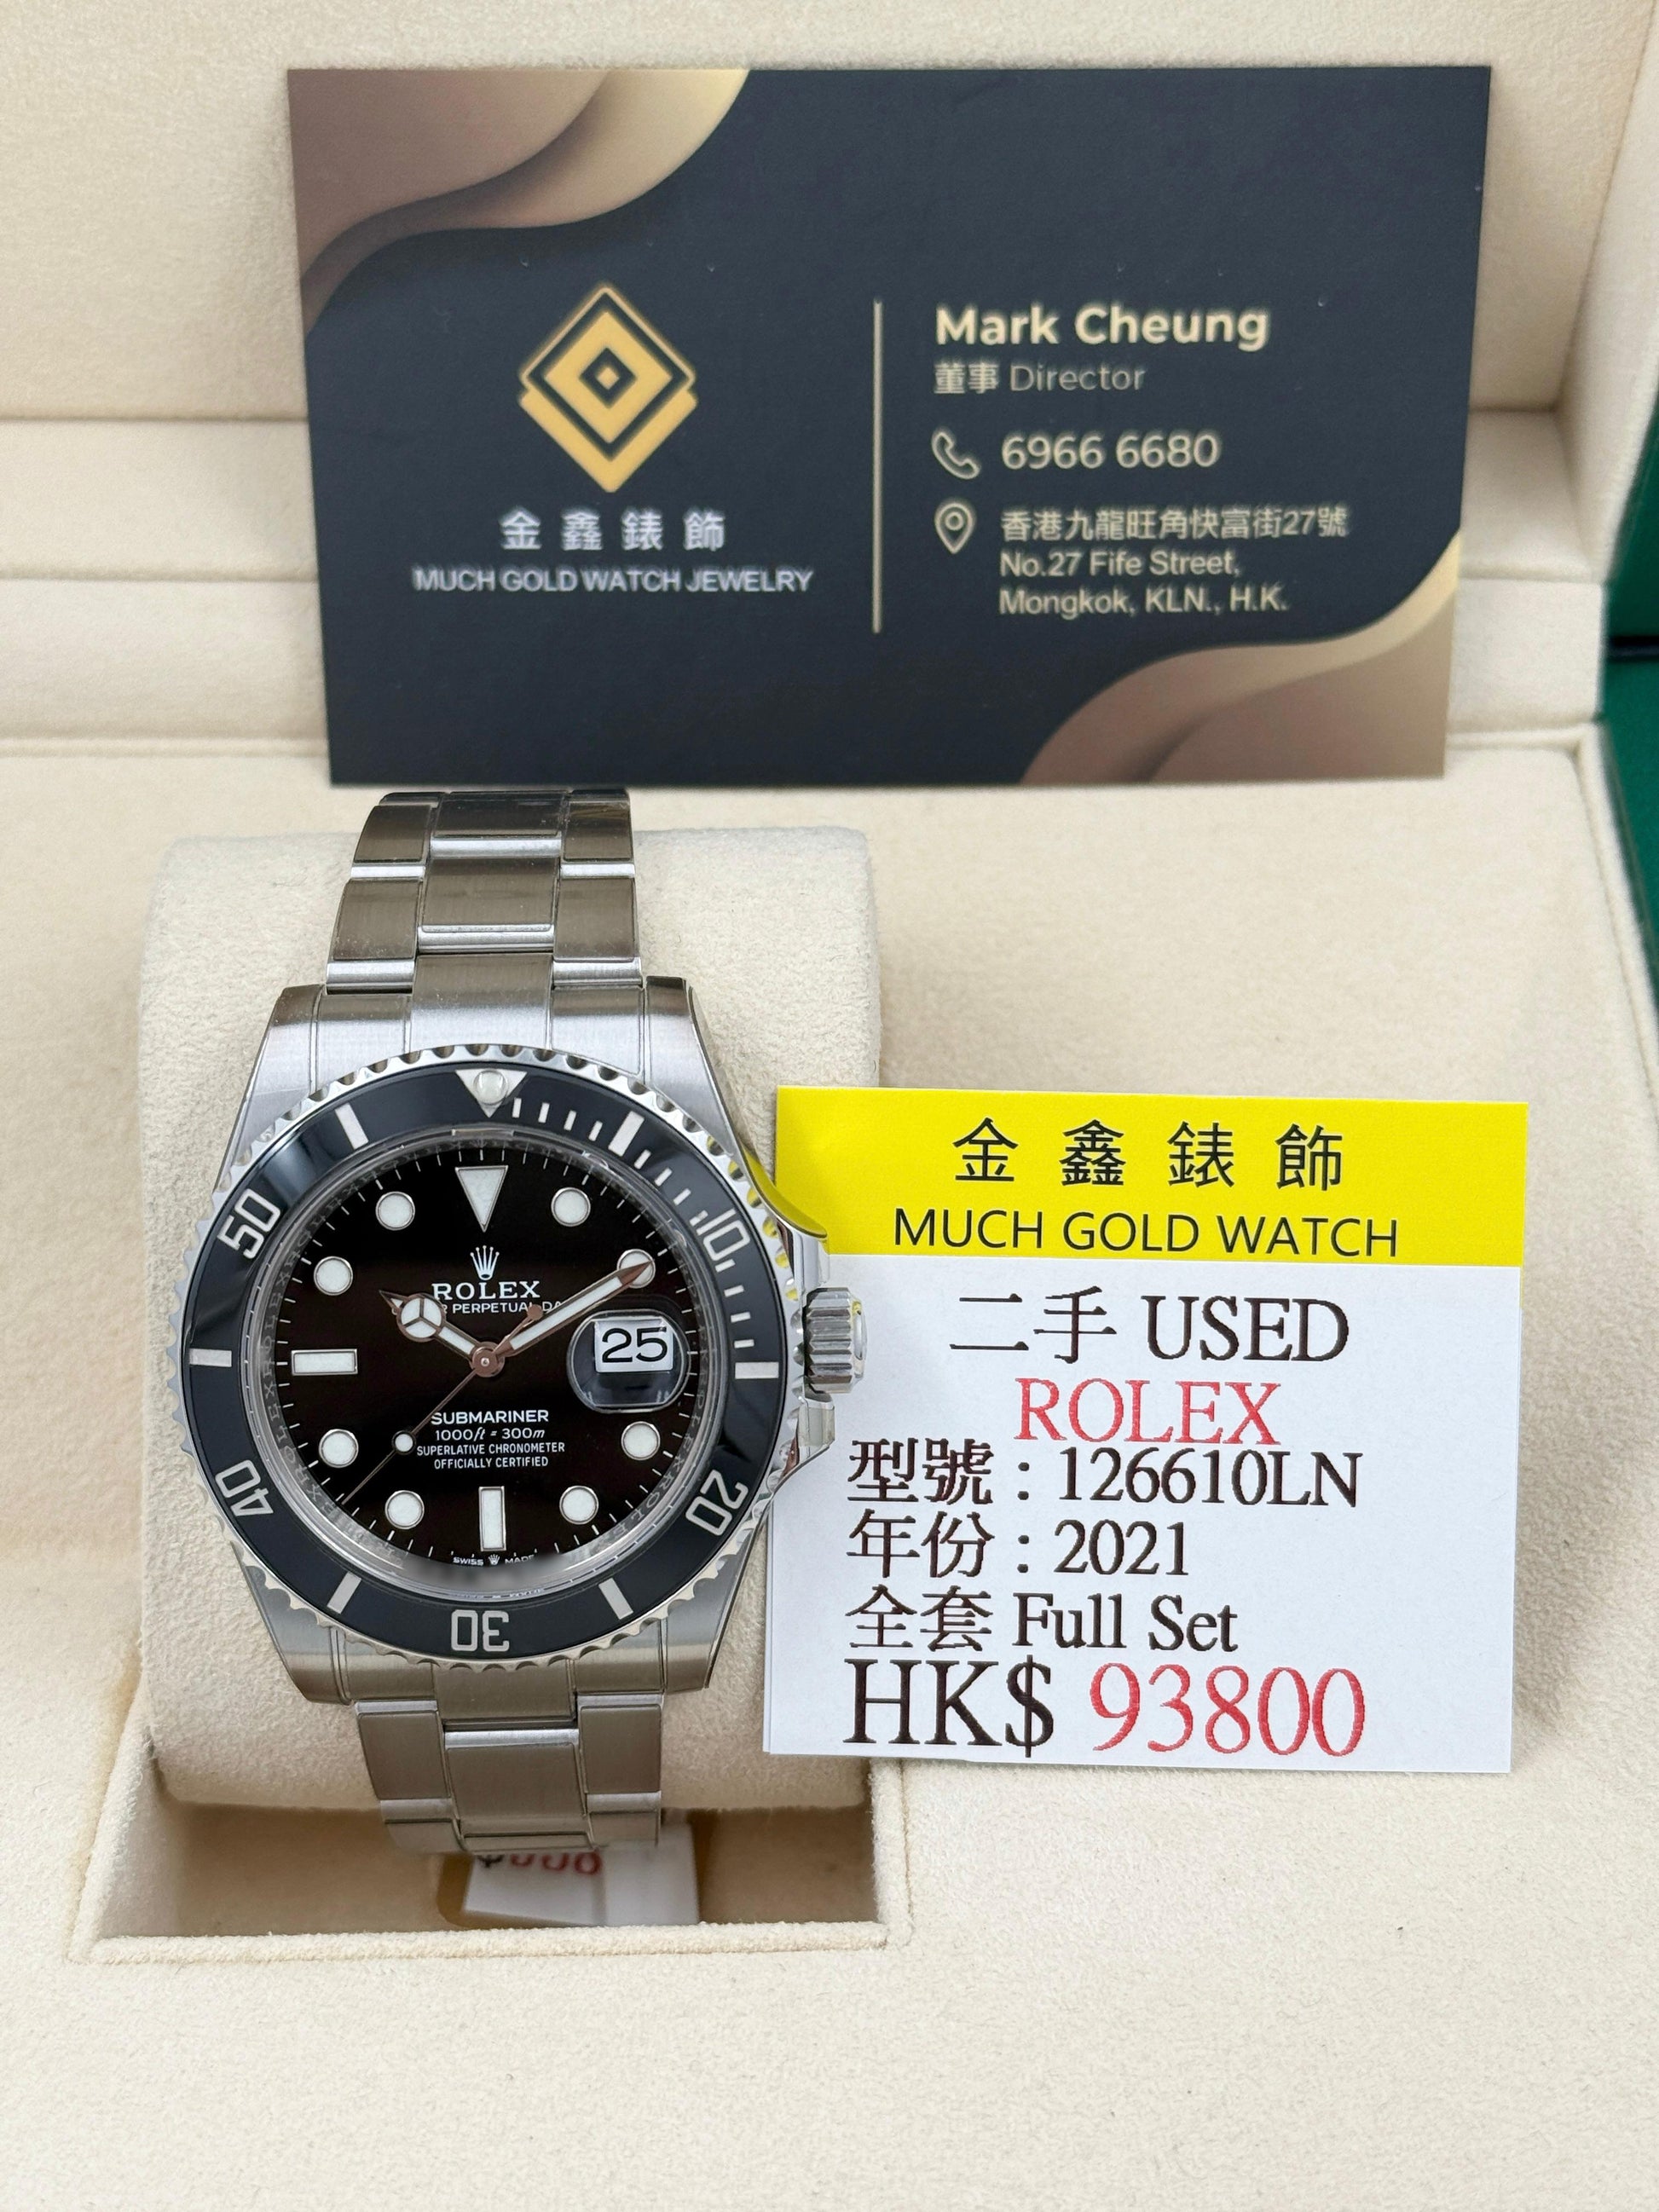 金鑫錶飾
MUCH GOLD WATCH JEWELRY
Mark Cheung
董事 Director
6966 6680
香港九龍旺角快富街27號
No.27 Fife Street,
Mongkok, KLN., H.K.
50
10
40
20
30
ROLEX
PERPETUAL
25
SUBMARINER
1000ft = 300m
SUPERLATIVE CHRONOMETER
OFFICIALLY CERTIFIED
SWISS MADE
金鑫錶飾
MUCH GOLD WATCH
二手 USED
ROLEX
型號 : 126610LN
年份 : 2021
全套 Full Set
HK$ 93800